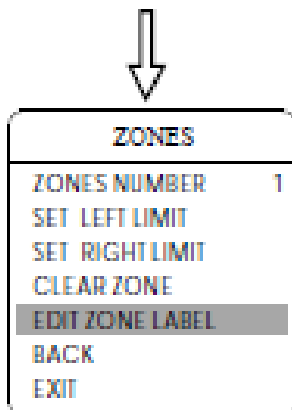 ZONES
ZONES NUMBER 1
SET LEFT LIMIT
SET RIGHT LIMIT
CLEAR ZONE
EDIT ZONE LABEL
BACK
EXIT